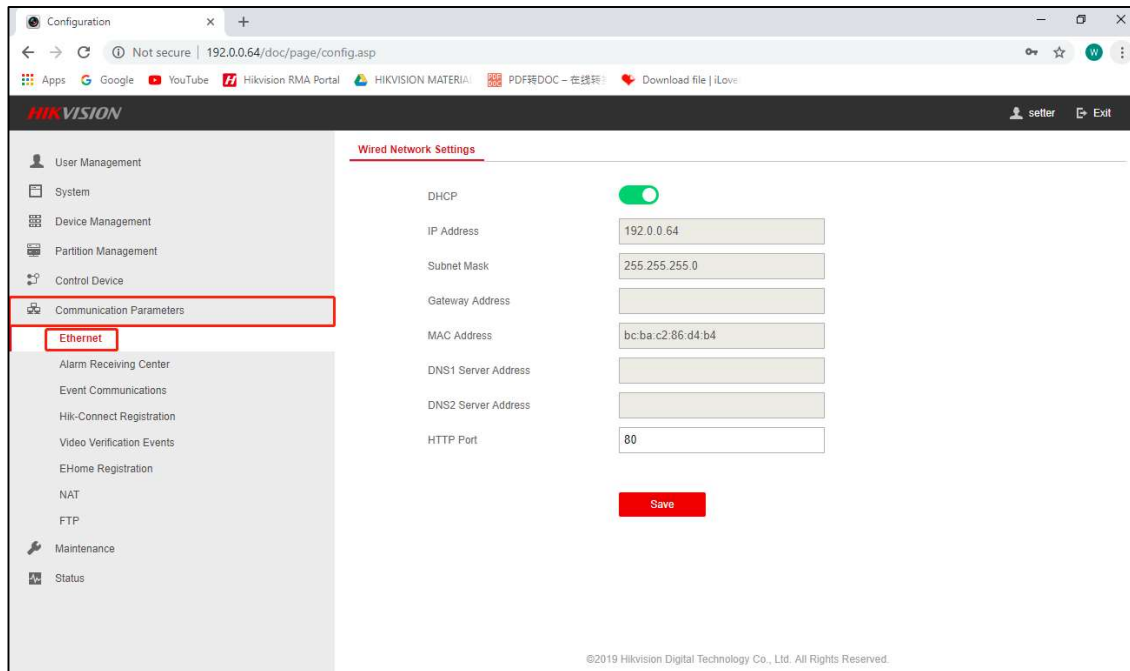 Configuration
Not secure | 192.0.0.64/doc/page/config.asp
W
Apps Google YouTube Hikvision RMA Portal HIKVISION MATERIA PDF转DOC – 在线转 Download file | iLove
HIKVISION setter Exit
Wired Network Settings
User Management
System
Device Management
Partition Management
Control Device
Communication Parameters
Ethernet
Alarm Receiving Center
Event Communications
Hik-Connect Registration
Video Verification Events
EHome Registration
NAT
FTP
Maintenance
Status
DHCP
IP Address 192.0.0.64
Subnet Mask 255.255.255.0
Gateway Address
MAC Address bc:ba:c2:86:d4:b4
DNS1 Server Address
DNS2 Server Address
HTTP Port 80
Save
©2019 Hikvision Digital Technology Co., Ltd. All Rights Reserved.